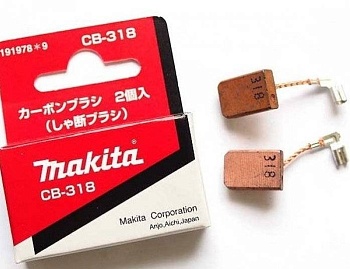 191978*9
CB-318
カーボンブラシ 2個入
(しゃ断ブラシ)
makita
CB-318
Makita Corporation
Anjo,Aichi,Japan
318
318